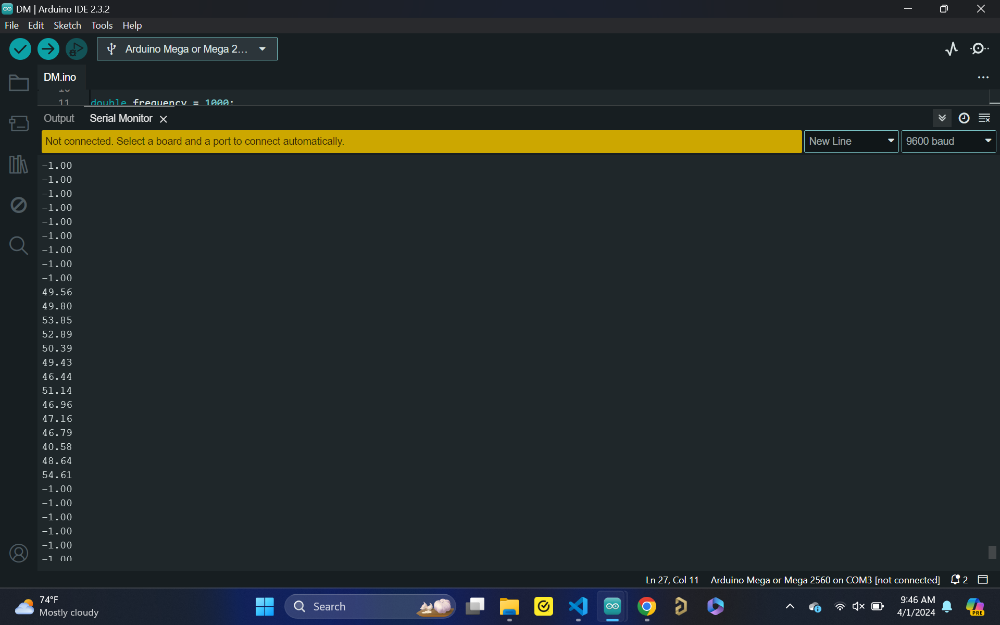 DM | Arduino IDE 2.3.2
File Edit Sketch Tools Help
Arduino Mega or Mega 2...
DM.ino
11 double frequency = 1000;
Output Serial Monitor
Not connected. Select a board and a port to connect automatically.
New Line
9600 baud
-1.00
-1.00
-1.00
-1.00
-1.00
-1.00
-1.00
-1.00
-1.00
49.56
49.80
53.85
52.89
50.39
49.43
46.44
51.14
46.96
47.16
46.79
40.58
48.64
54.61
-1.00
-1.00
-1.00
-1.00
-1.00
-1.00
Ln 27, Col 11 Arduino Mega or Mega 2560 on COM3 [not connected] 2
74°F
Mostly cloudy
Search
9:46 AM
4/1/2024
PRE